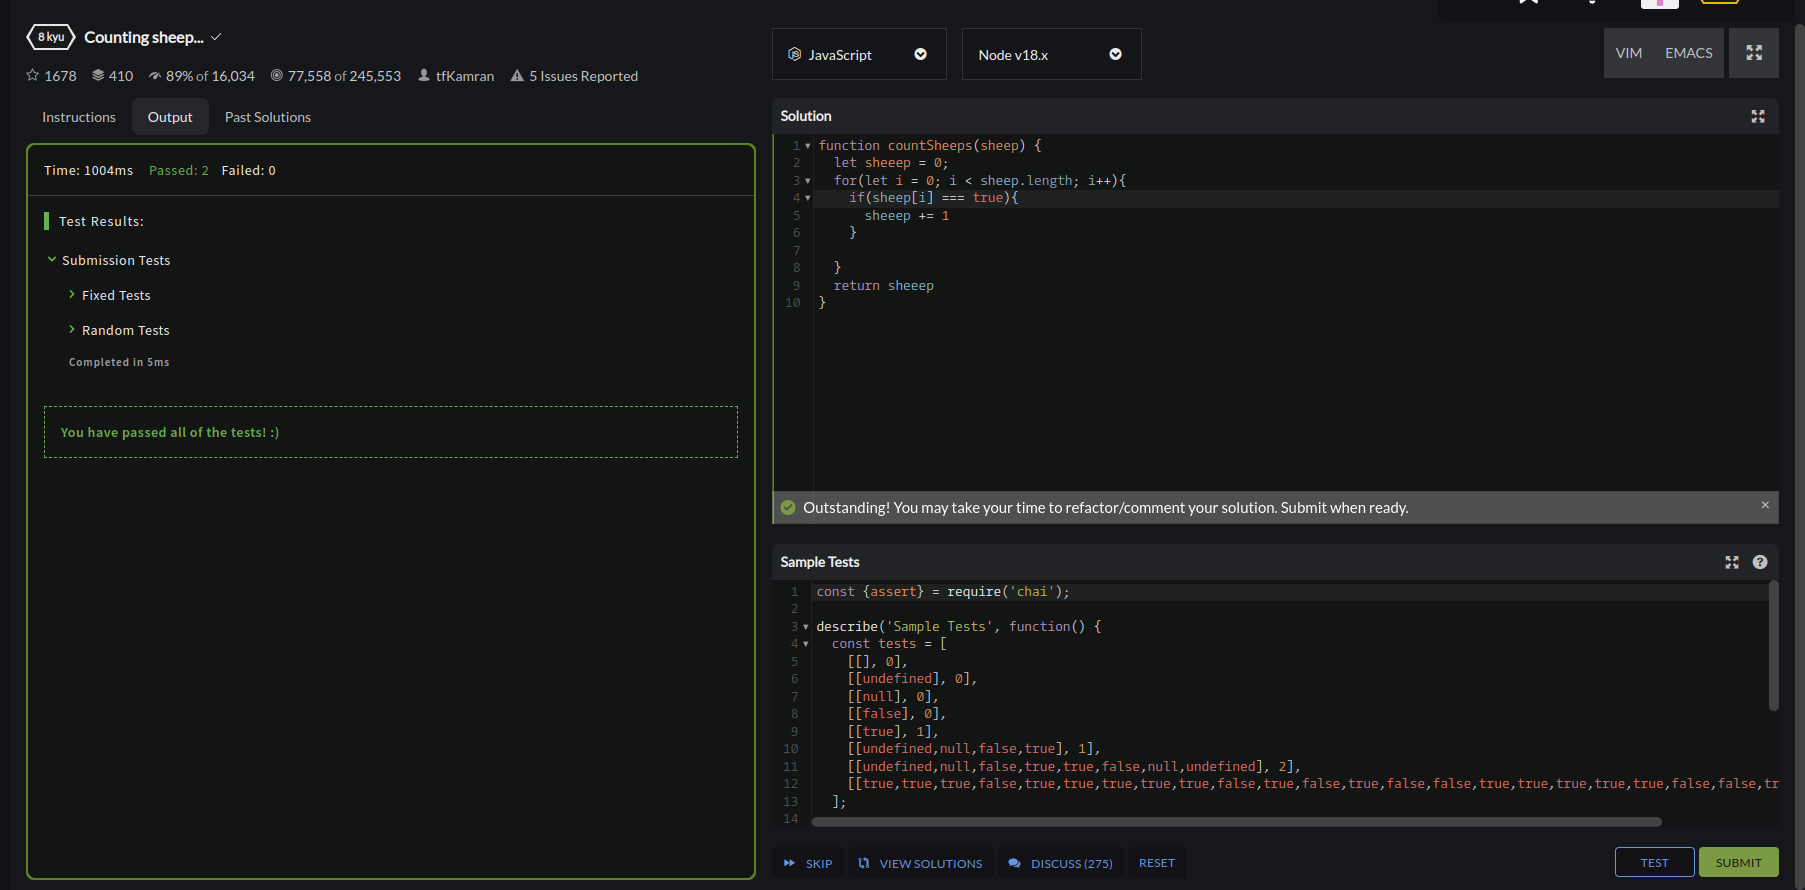 8 kyu Counting sheep...
1678 410 89% of 16,034 77,558 of 245,553 tfKamran 5 Issues Reported
Instructions Output Past Solutions
Time: 1004ms Passed: 2 Failed: 0
Test Results:
Submission Tests
Fixed Tests
Random Tests
Completed in 5ms
You have passed all of the tests! :)
JavaScript Node v18.x VIM EMACS
Solution
1 function countSheeps(sheep) {
2 let sheeep = 0;
3 for(let i = 0; i < sheep.length; i++){
4 if(sheep[i] === true){
5 sheeep += 1
6 }
7
8 }
9 return sheeep
10 }
Outstanding! You may take your time to refactor/comment your solution. Submit when ready. ×
Sample Tests
1 const {assert} = require('chai');
2
3 describe('Sample Tests', function() {
4 const tests = [
5 [[], 0],
6 [[undefined], 0],
7 [[null], 0],
8 [[false], 0],
9 [[true], 1],
10 [[undefined,null,false,true], 1],
11 [[undefined,null,false,true,true,false,null,undefined], 2],
12 [[true,true,true,false,true,true,true,true,true,false,true,false,true,false,false,true,true,true,true,false,false,tr
13 ];
14
SKIP VIEW SOLUTIONS DISCUSS (275) RESET TEST SUBMIT